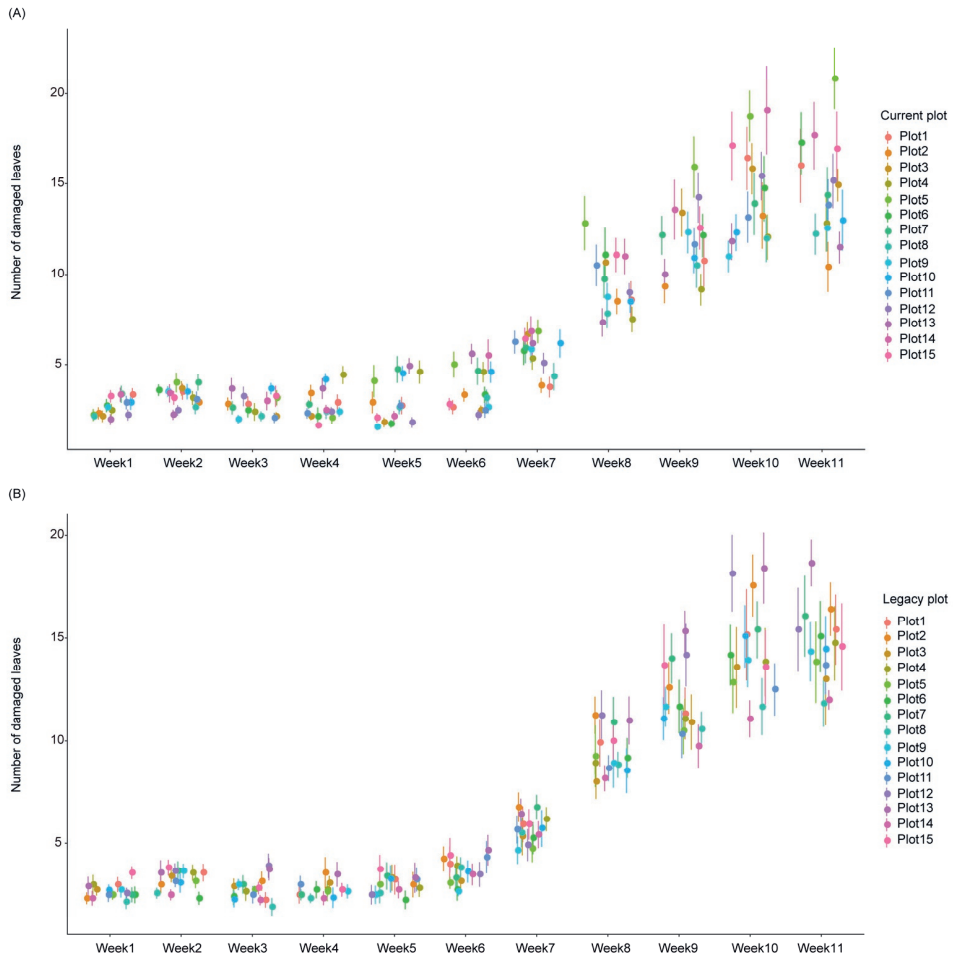 (A)
Number of damaged leaves
20
15
10
5
Week1 Week2 Week3 Week4 Week5 Week6 Week7 Week8 Week9 Week10 Week11
Current plot
Plot1
Plot2
Plot3
Plot4
Plot5
Plot6
Plot7
Plot8
Plot9
Plot10
Plot11
Plot12
Plot13
Plot14
Plot15
(B)
Number of damaged leaves
20
15
10
5
Week1 Week2 Week3 Week4 Week5 Week6 Week7 Week8 Week9 Week10 Week11
Legacy plot
Plot1
Plot2
Plot3
Plot4
Plot5
Plot6
Plot7
Plot8
Plot9
Plot10
Plot11
Plot12
Plot13
Plot14
Plot15